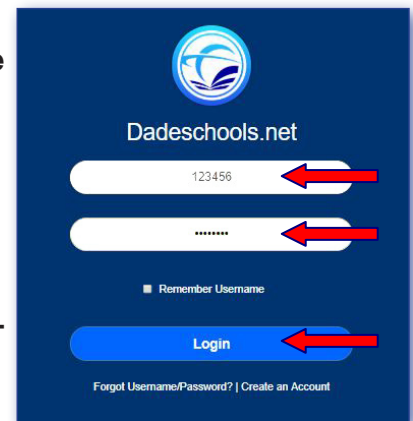 e
Dadeschools.net
123456
••••••••
Remember Username
Login
Forgot Username/Password? | Create an Account